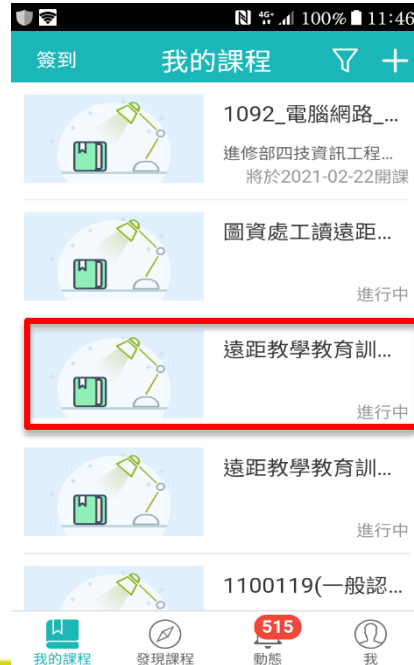 4G+ 100% 11:46
簽到 我的課程
1092_電腦網路_...
進修部四技資訊工程...
將於2021-02-22開課
圖資處工讀遠距...
進行中
遠距教學教育訓...
進行中
遠距教學教育訓...
進行中
1100119(一般認...
515
我的課程 發現課程 動態 我